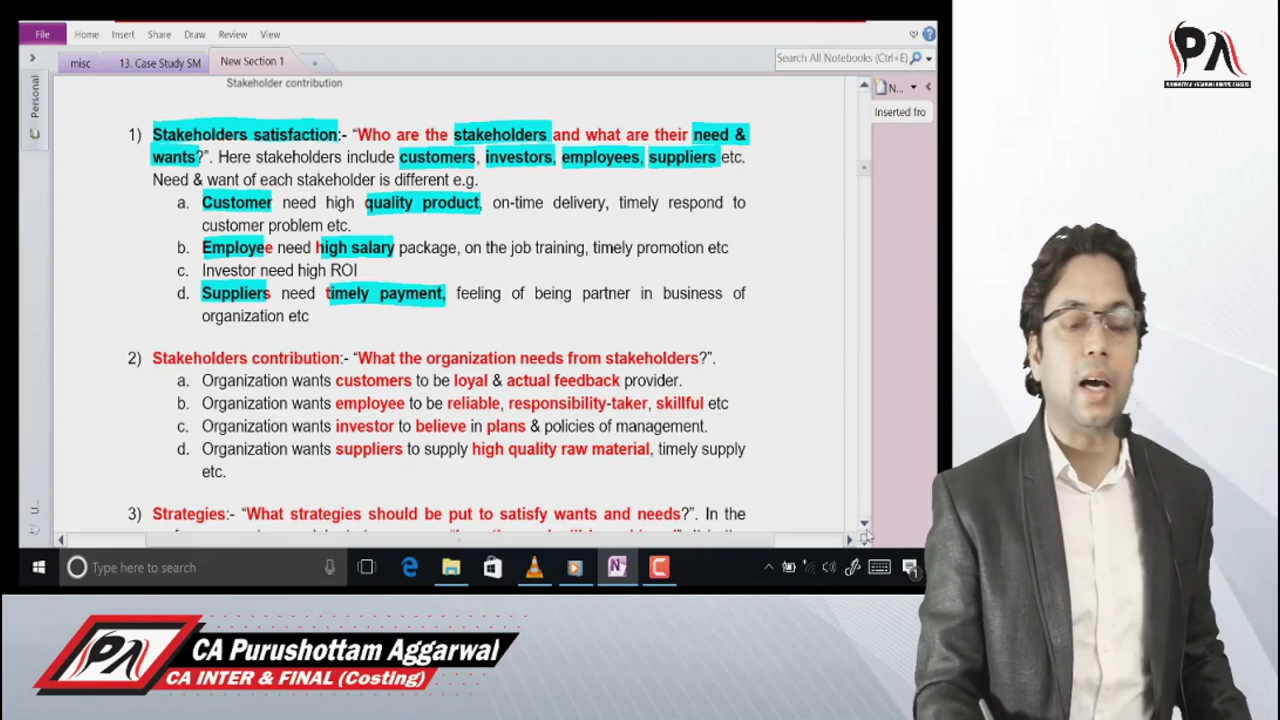 File Home Insert Share Draw Review View
misc 13. Case Study SM New Section 1
Search All Notebooks (Ctrl+E)
Personal
N...
Inserted fro
Stakeholder contribution
1) Stakeholders satisfaction:- “Who are the stakeholders and what are their need &
wants?”. Here stakeholders include customers, investors, employees, suppliers etc.
Need & want of each stakeholder is different e.g.
a. Customer need high quality product, on-time delivery, timely respond to
customer problem etc.
b. Employee need high salary package, on the job training, timely promotion etc
c. Investor need high ROI
d. Suppliers need timely payment, feeling of being partner in business of
organization etc
2) Stakeholders contribution:- “What the organization needs from stakeholders?”.
a. Organization wants customers to be loyal & actual feedback provider.
b. Organization wants employee to be reliable, responsibility-taker, skillful etc
c. Organization wants investor to believe in plans & policies of management.
d. Organization wants suppliers to supply high quality raw material, timely supply
etc.
3) Strategies:- “What strategies should be put to satisfy wants and needs?”. In the
U...
Type here to search
1
PA
PA
CA Purushottam Aggarwal
CA INTER & FINAL (Costing)